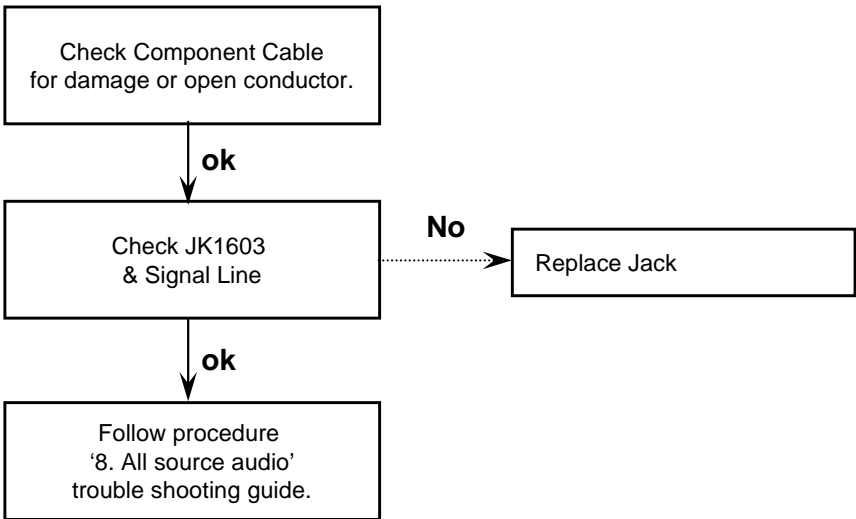 Check Component Cable
for damage or open conductor.
ok
Check JK1603
& Signal Line
No
Replace Jack
ok
Follow procedure
‘8. All source audio’
trouble shooting guide.